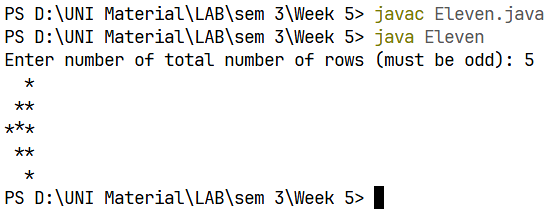 PS D:\UNI Material\LAB\sem 3\Week 5> javac Eleven.java
PS D:\UNI Material\LAB\sem 3\Week 5> java Eleven
Enter number of total number of rows (must be odd): 5
  *
 **
***
 **
  *
PS D:\UNI Material\LAB\sem 3\Week 5>